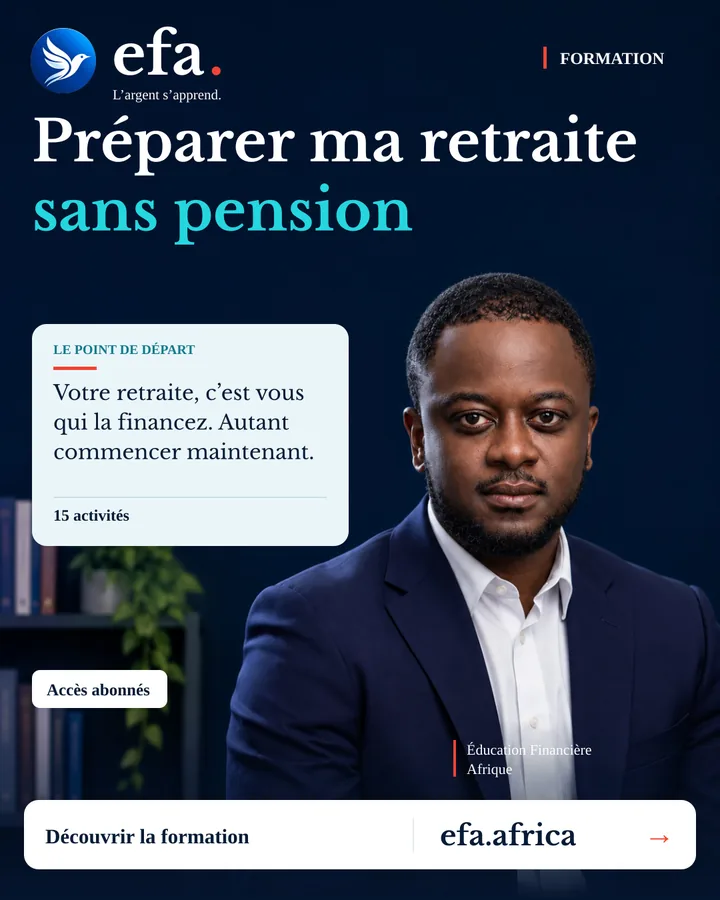 efa.
L’argent s’apprend.
FORMATION
Préparer ma retraite
sans pension
LE POINT DE DÉPART
Votre retraite, c’est vous
qui la financez. Autant
commencer maintenant.
15 activités
Accès abonnés
Éducation Financière
Afrique
Découvrir la formation
efa.africa →